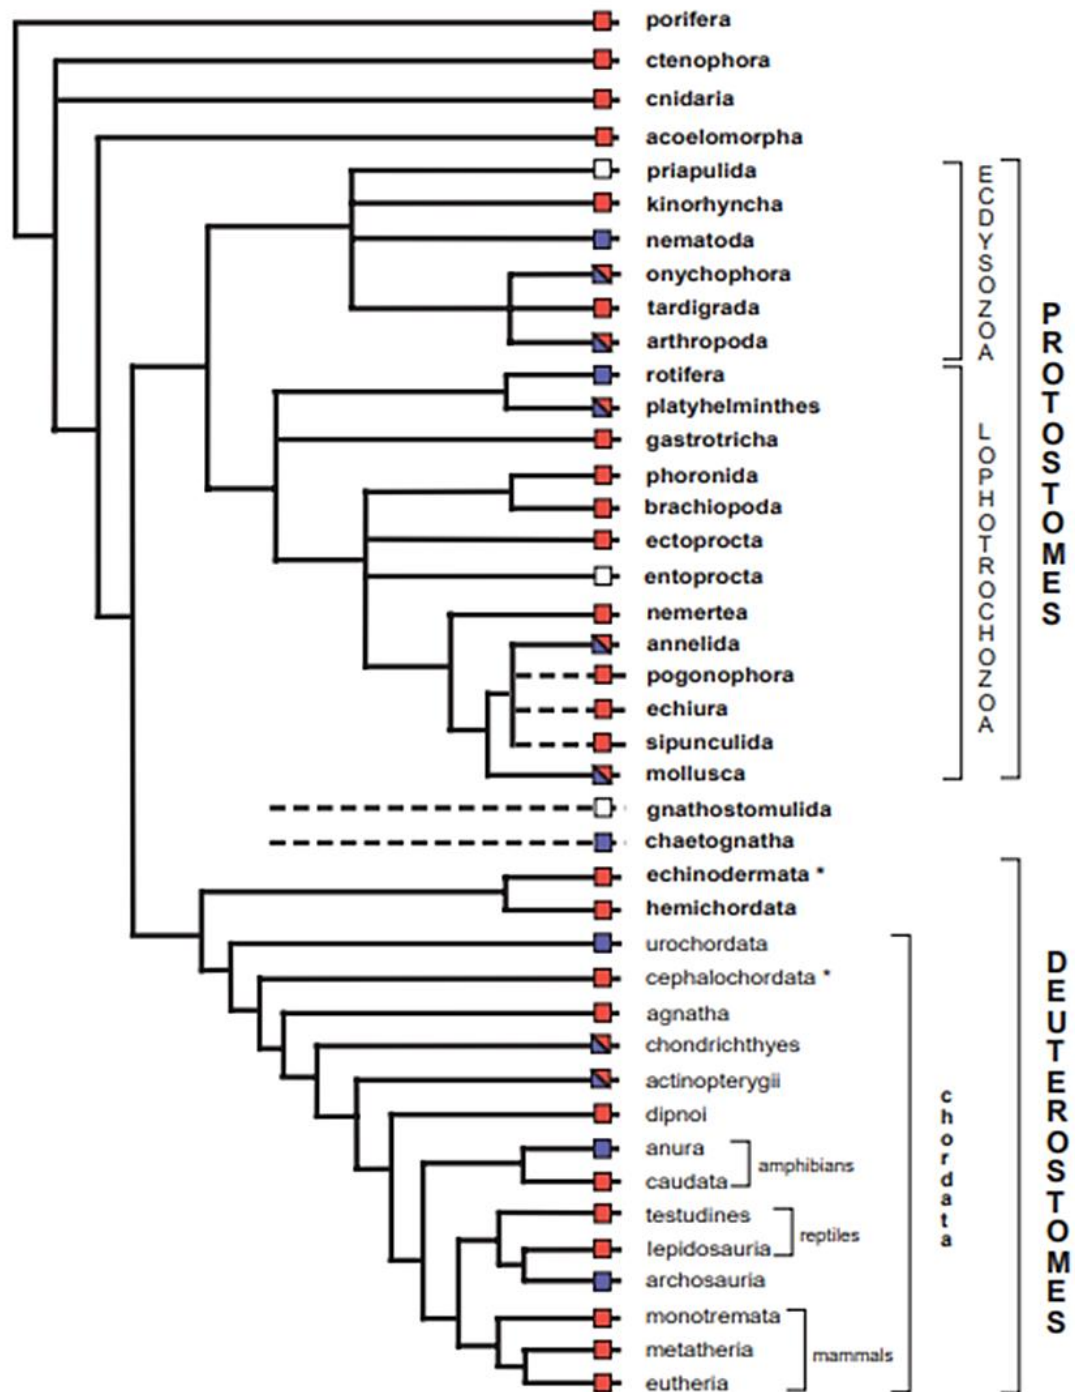 porifera
ctenophora
cnidaria
acoelomorpha
priapulida
kinorhyncha
nematoda
onychophora
tardigrada
arthropoda
ECDYSOZOA
rotifera
platyhelminthes
gastrotricha
phoronida
brachiopoda
ectoprocta
entoprocta
nemertea
annelida
pogonophora
echiura
sipunculida
mollusca
LOPHOTROCHOZOA
PROTOSTOMES
gnathostomulida
chaetognatha
echinodermata *
hemichordata
urochordata
cephalochordata *
agnatha
chondrichthyes
actinopterygii
dipnoi
anura
caudata
amphibians
testudines
lepidosauria
reptiles
archosauria
monotremata
metatheria
eutheria
mammals
chordata
DEUTEROSTOMES